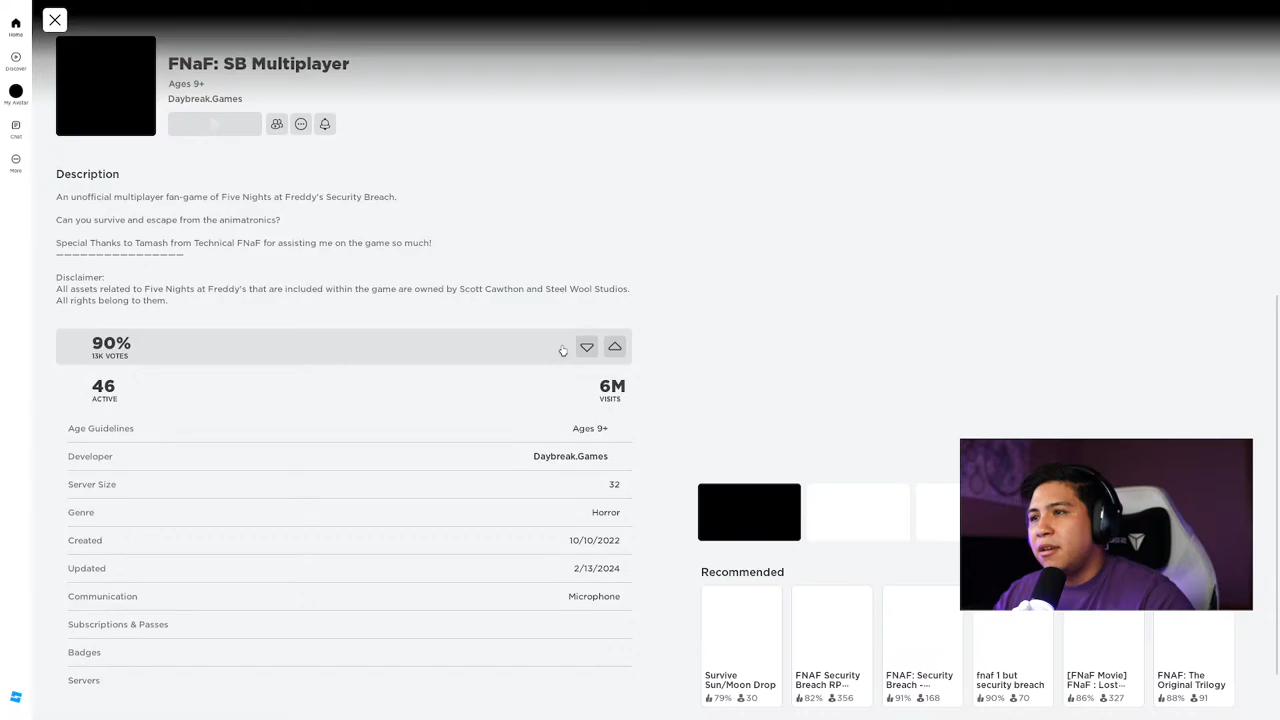 Home
Discover
My Avatar
Chat
More
FNaF: SB Multiplayer
Ages 9+
Daybreak.Games
Description
An unofficial multiplayer fan-game of Five Nights at Freddy's Security Breach.
Can you survive and escape from the animatronics?
Special Thanks to Tamash from Technical FNaF for assisting me on the game so much!
————————————————
Disclaimer:
All assets related to Five Nights at Freddy's that are included within the game are owned by Scott Cawthon and Steel Wool Studios.
All rights belong to them.
90%
13K VOTES
46
ACTIVE
6M
VISITS
Age Guidelines Ages 9+
Developer Daybreak.Games
Server Size 32
Genre Horror
Created 10/10/2022
Updated 2/13/2024
Communication Microphone
Subscriptions & Passes
Badges
Servers
Recommended
Survive
Sun/Moon Drop
79% 30
FNAF Security
Breach RP···
82% 356
FNAF: Security
Breach -···
91% 168
fnaf 1 but
security breach
90% 70
[FNaF Movie]
FNaF : Lost···
86% 327
FNAF: The
Original Trilogy
88% 91